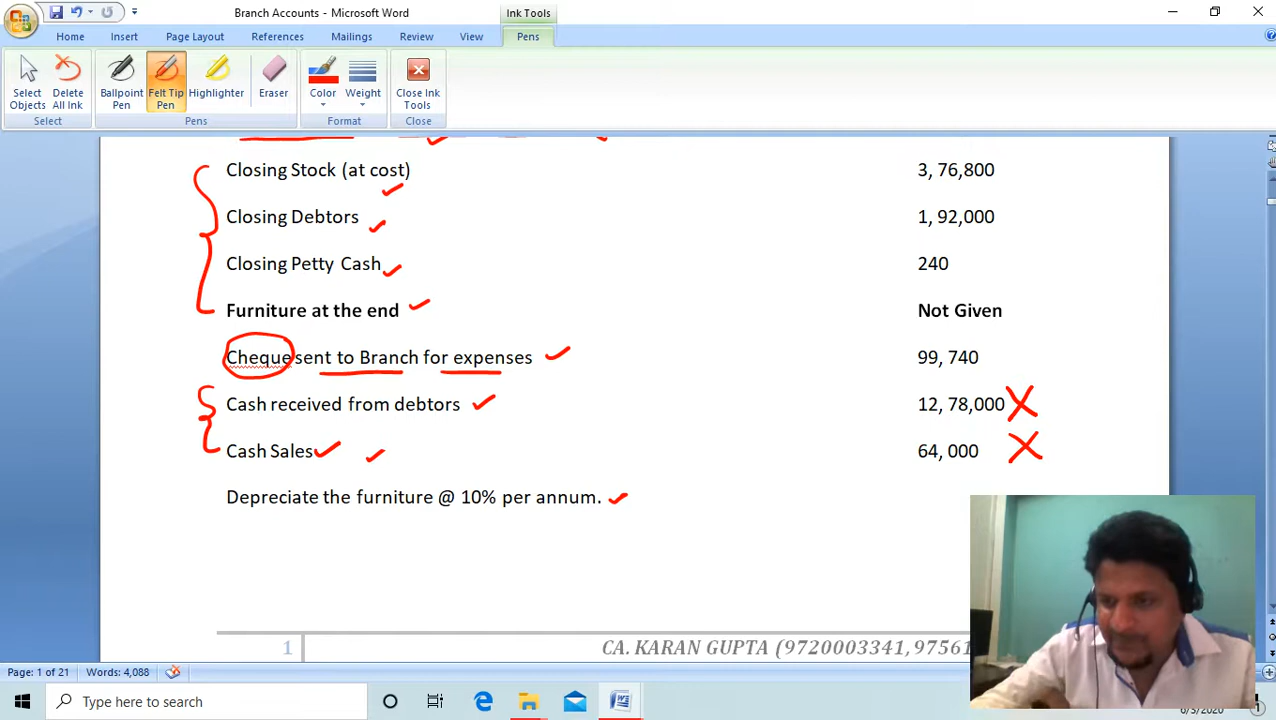 Branch Accounts - Microsoft Word
Ink Tools
Home Insert Page Layout References Mailings Review View Pens
Select Objects
Delete All Ink
Ballpoint Pen
Felt Tip Pen
Highlighter
Eraser
Color
Weight
Close Ink Tools
Select
Pens
Format
Close
Closing Stock (at cost) 3, 76,800
Closing Debtors 1, 92,000
Closing Petty Cash 240
Furniture at the end Not Given
Cheque sent to Branch for expenses 99, 740
Cash received from debtors 12, 78,000
Cash Sales 64, 000
Depreciate the furniture @ 10% per annum.
1 CA. KARAN GUPTA (9720003341,97561
Page: 1 of 21 Words: 4,088
Type here to search
6/3/2020